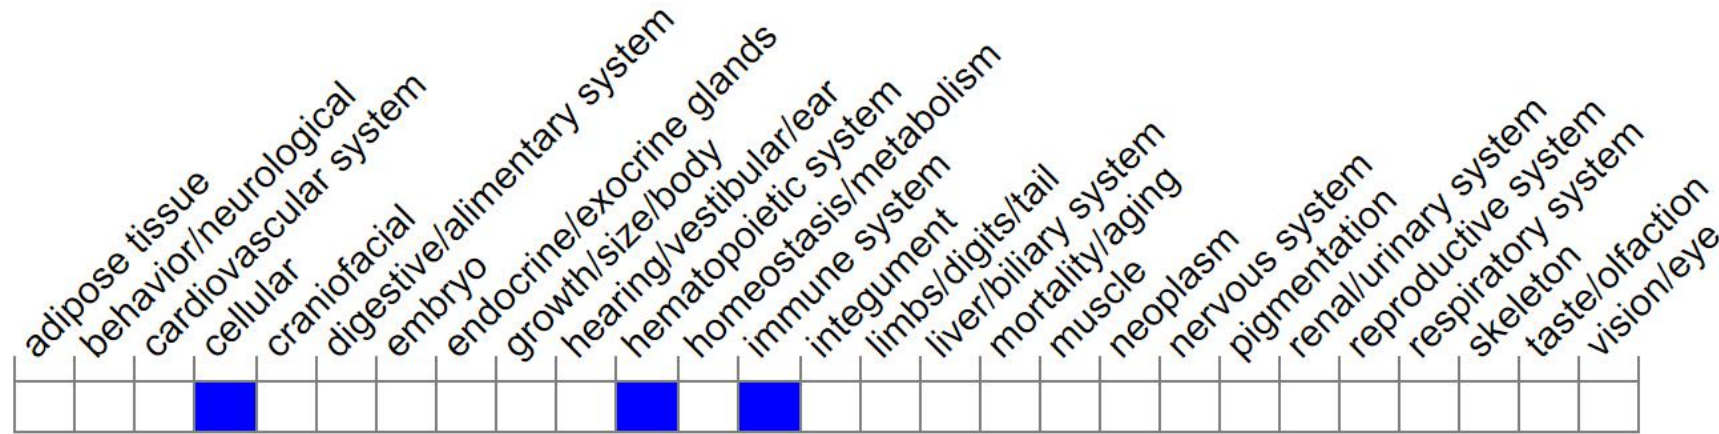 adipose tissue
behavior/neurological
cardiovascular system
cellular
craniofacial
digestive/alimentary system
embryo
endocrine/exocrine glands
growth/size/body
hearing/vestibular/ear
hematopoietic system
homeostasis/metabolism
immune system
integument
limbs/digits/tail
liver/biliary system
mortality/aging
muscle
neoplasm
nervous system
pigmentation
renal/urinary system
reproductive system
respiratory system
skeleton
taste/olfaction
vision/eye